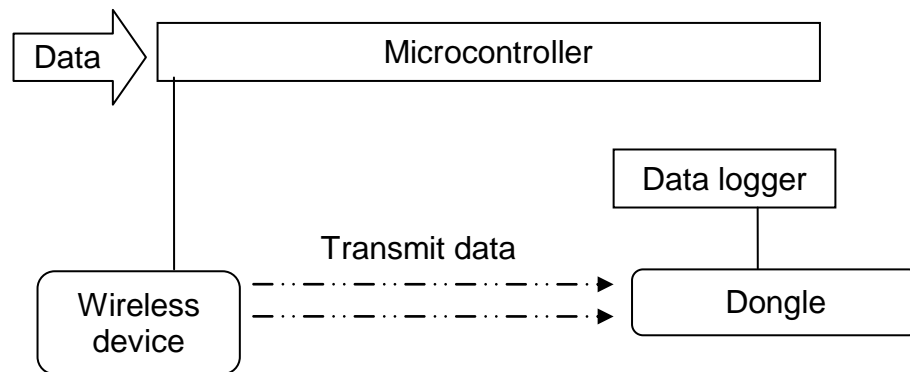 Data
Microcontroller
Data logger
Transmit data
Wireless
device
Dongle